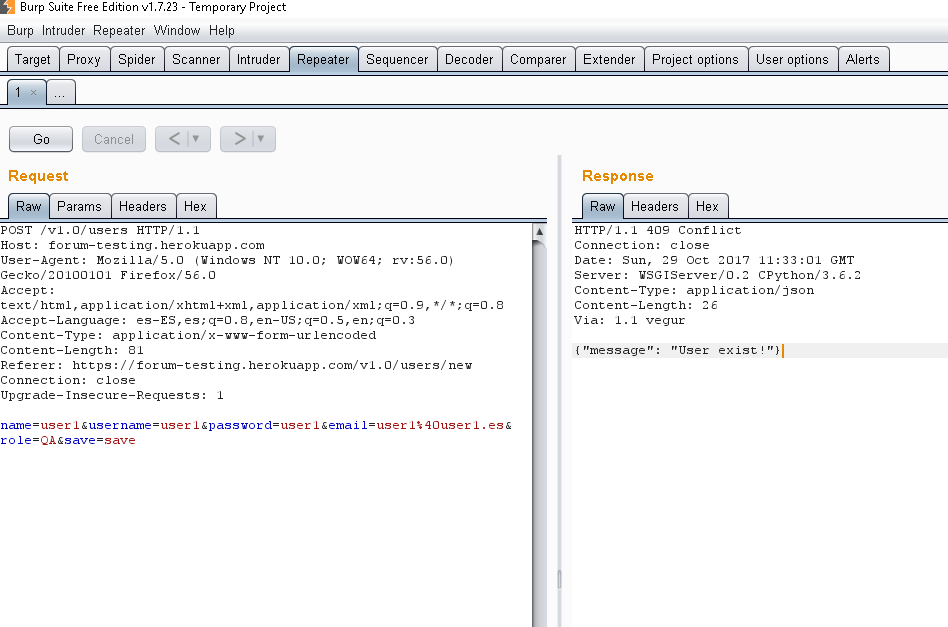 Burp Suite Free Edition v1.7.23 - Temporary Project
Burp Intruder Repeater Window Help
Target Proxy Spider Scanner Intruder Repeater Sequencer Decoder Comparer Extender Project options User options Alerts
1 × ...
Go Cancel < ▼ > ▼
Request
Raw Params Headers Hex
POST /v1.0/users HTTP/1.1
Host: forum-testing.herokuapp.com
User-Agent: Mozilla/5.0 (Windows NT 10.0; WOW64; rv:56.0)
Gecko/20100101 Firefox/56.0
Accept:
text/html,application/xhtml+xml,application/xml;q=0.9,*/*;q=0.8
Accept-Language: es-ES,es;q=0.8,en-US;q=0.5,en;q=0.3
Content-Type: application/x-www-form-urlencoded
Content-Length: 81
Referer: https://forum-testing.herokuapp.com/v1.0/users/new
Connection: close
Upgrade-Insecure-Requests: 1
name=user1&username=user1&password=user1&email=user1%40user1.es&
role=QA&save=save
Response
Raw Headers Hex
HTTP/1.1 409 Conflict
Connection: close
Date: Sun, 29 Oct 2017 11:33:01 GMT
Server: WSGIServer/0.2 CPython/3.6.2
Content-Type: application/json
Content-Length: 26
Via: 1.1 vegur
{"message": "User exist!"}